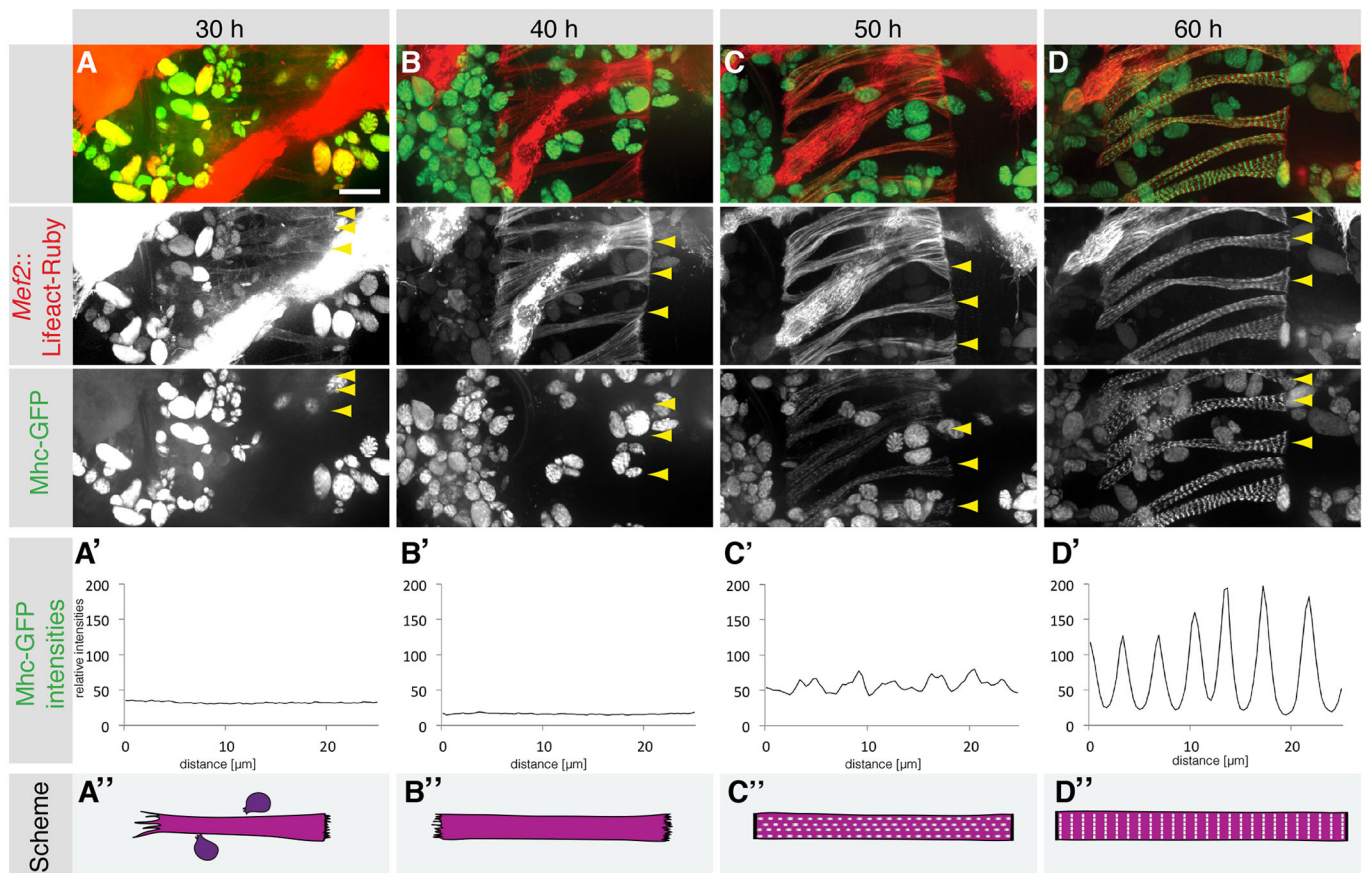 30 h 40 h 50 h 60 h
A B C D
Mef2::
Lifeact-Ruby
Mhc-GFP
Mhc-GFP
intensities
A’ B’ C’ D’
relative intensities
200 200 200 200
150 150 150 150
100 100 100 100
50 50 50 50
0 0 0 0
0 10 20 0 10 20 0 10 20 0 10 20
distance [µm] distance [µm] distance [µm] distance [µm]
Scheme
A’’ B’’ C’’ D’’